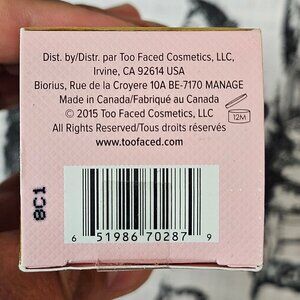 Dist. by/Distr. par Too Faced Cosmetics, LLC,
Irvine, CA 92614 USA
Biorius, Rue de la Croyere 10A BE-7170 MANAGE
Made in Canada/Fabriqué au Canada
© 2015 Too Faced Cosmetics, LLC
All Rights Reserved/Tous droits réservés
www.toofaced.com
12M
8C1
6 51986 70287 9